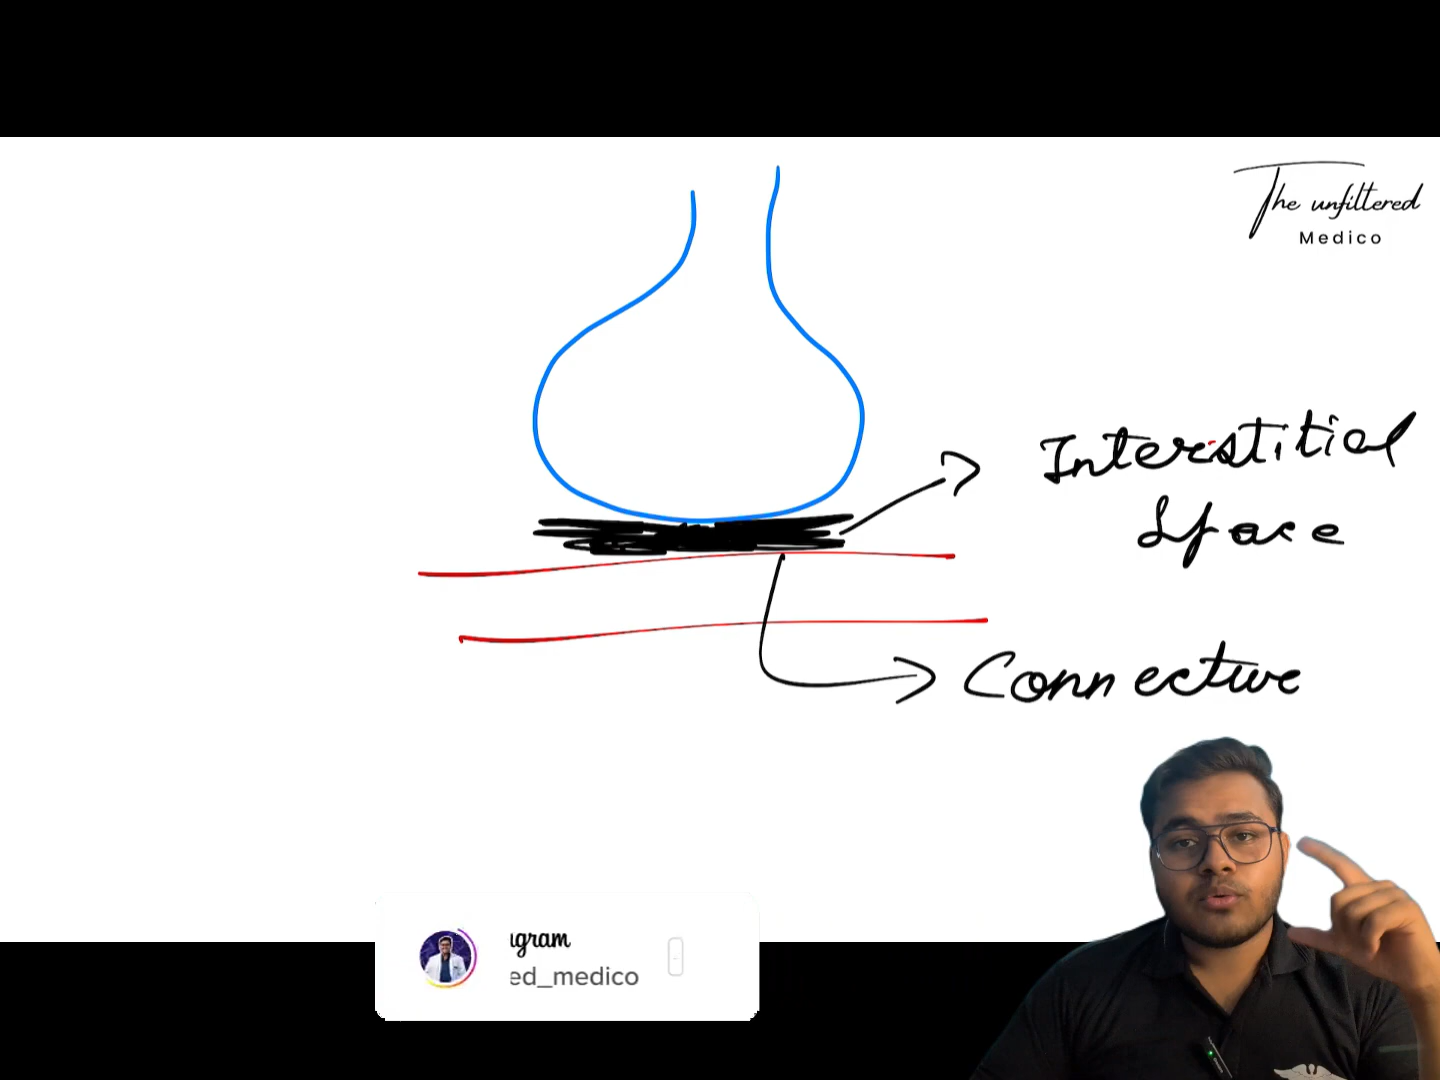 The unfiltered
Medico
Interstitial
Space
Connective
gram
ed_medico